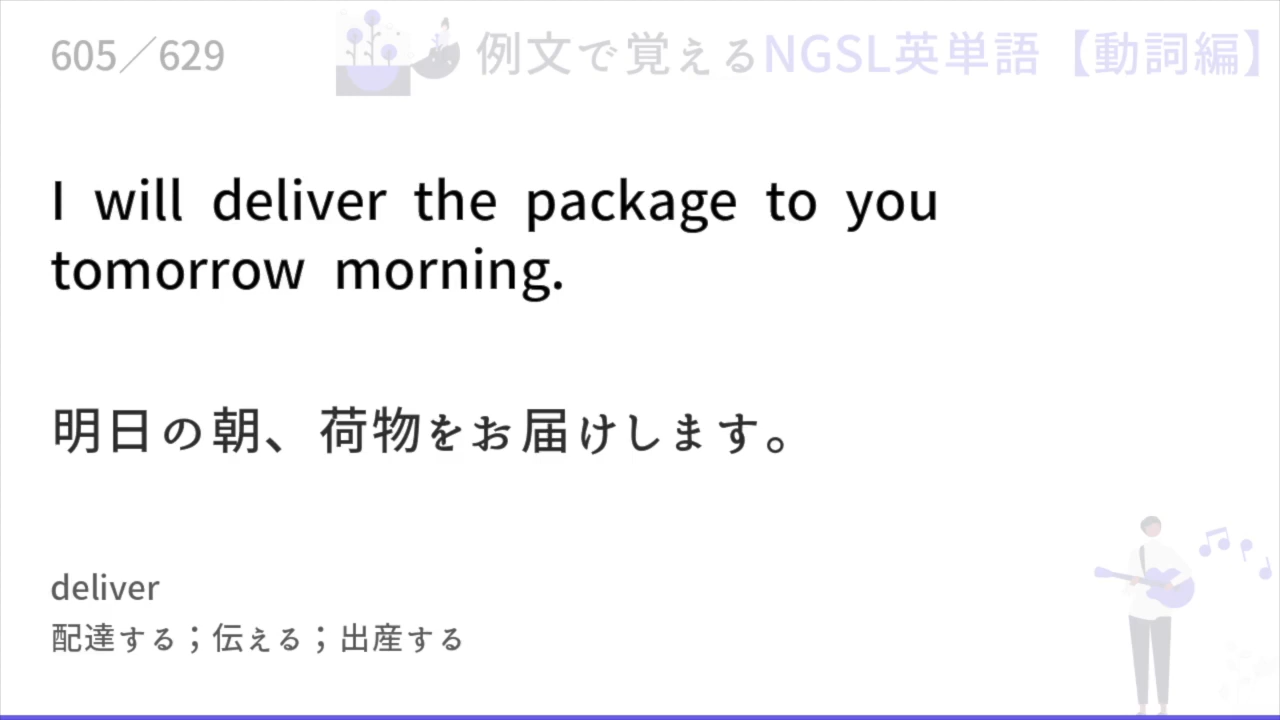 605／629
例文で覚えるNGSL英単語【動詞編】
I will deliver the package to you
tomorrow morning.
明日の朝、荷物をお届けします。
deliver
配達する；伝える；出産する